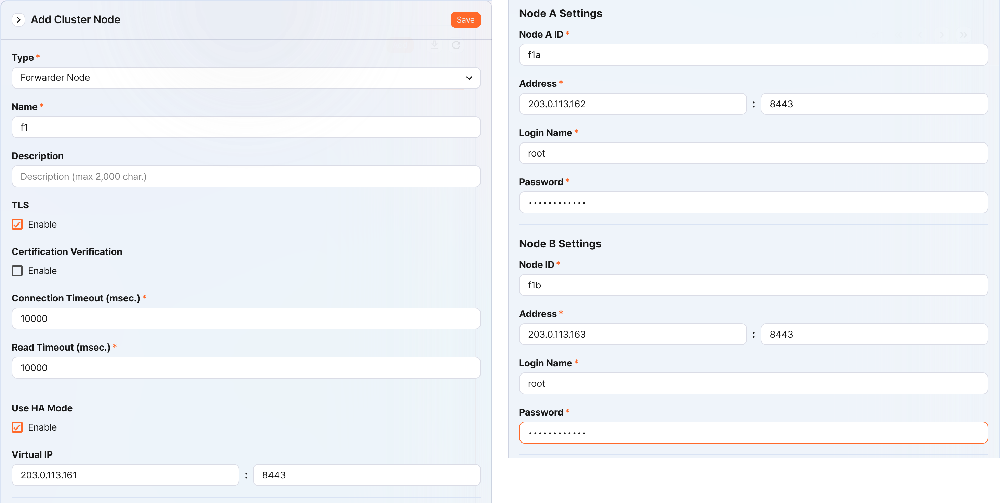 Add Cluster Node
Save
Type *
Forwarder Node
Name *
f1
Description
Description (max 2,000 char.)
TLS
Enable
Certification Verification
Enable
Connection Timeout (msec.) *
10000
Read Timeout (msec.) *
10000
Use HA Mode
Enable
Virtual IP
203.0.113.161 : 8443
Node A Settings
Node A ID *
f1a
Address *
203.0.113.162 : 8443
Login Name *
root
Password *
••••••••••••
Node B Settings
Node ID *
f1b
Address *
203.0.113.163 : 8443
Login Name *
root
Password *
••••••••••••